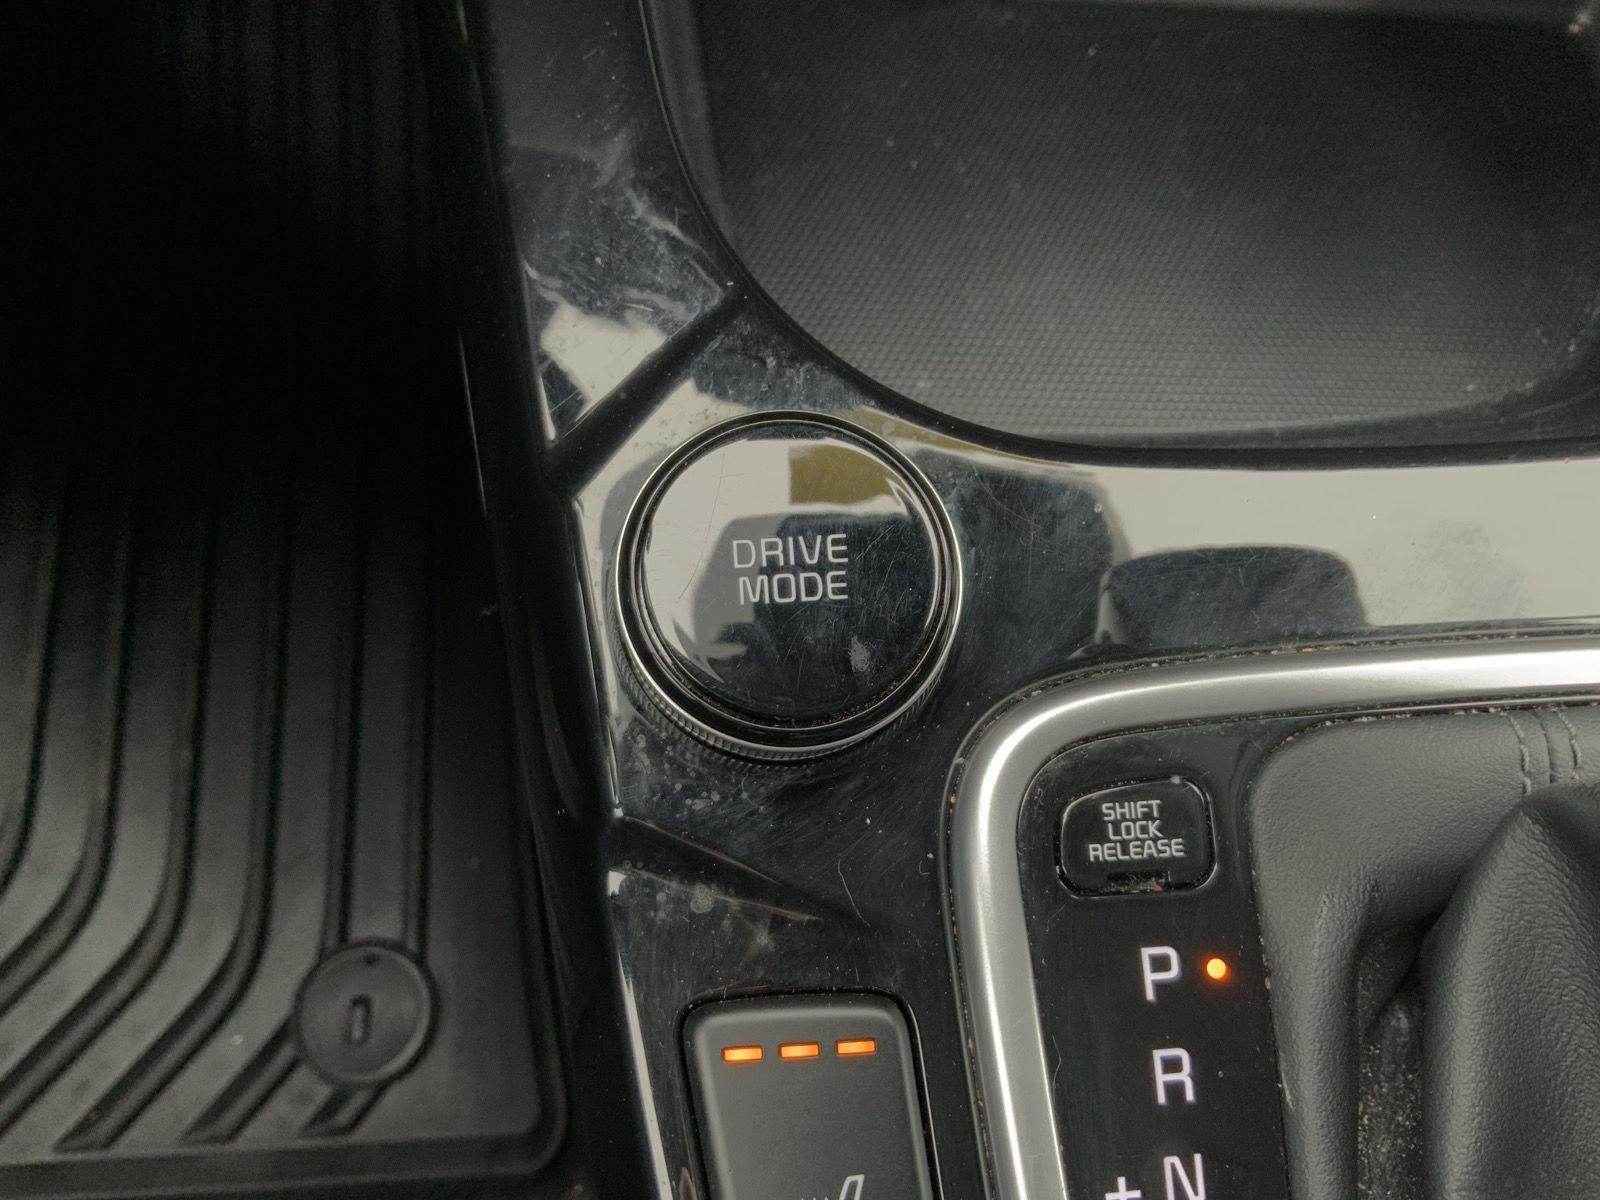 DRIVE
MODE
SHIFT
LOCK
RELEASE
P
R
+ N